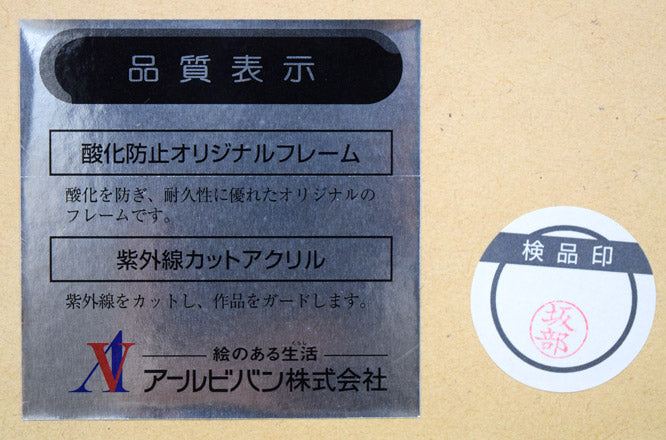 品質表示
酸化防止オリジナルフレーム
酸化を防ぎ、耐久性に優れたオリジナルの
フレームです。
紫外線カットアクリル
紫外線をカットし、作品をガードします。
絵のある生活
くらし
アールビバン株式会社
検品印
坂部